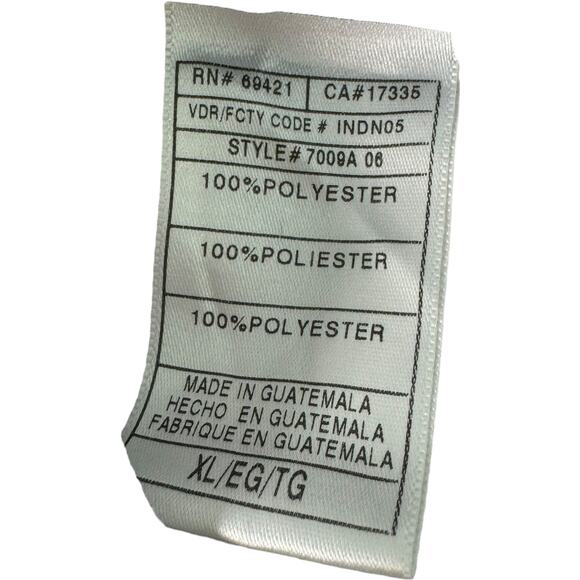 RN# 69421 CA#17335
VDR/FCTY CODE # INDN05
STYLE# 7009A 06
100%POLYESTER
100%POLIESTER
100%POLYESTER
MADE IN GUATEMALA
HECHO EN GUATEMALA
FABRIQUE EN GUATEMALA
XL/EG/TG